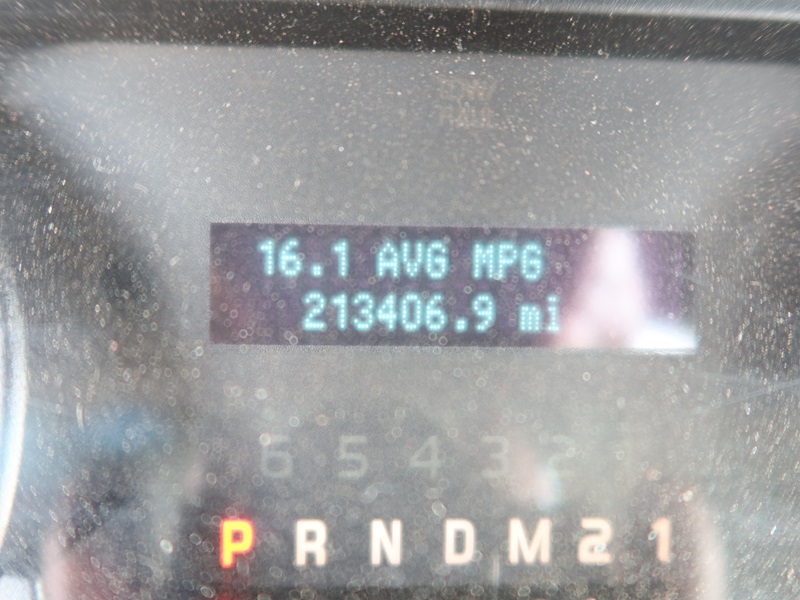 16.1 AVG MPG
213406.9 mi
6 5 4 3 2
P R N D M 2 1